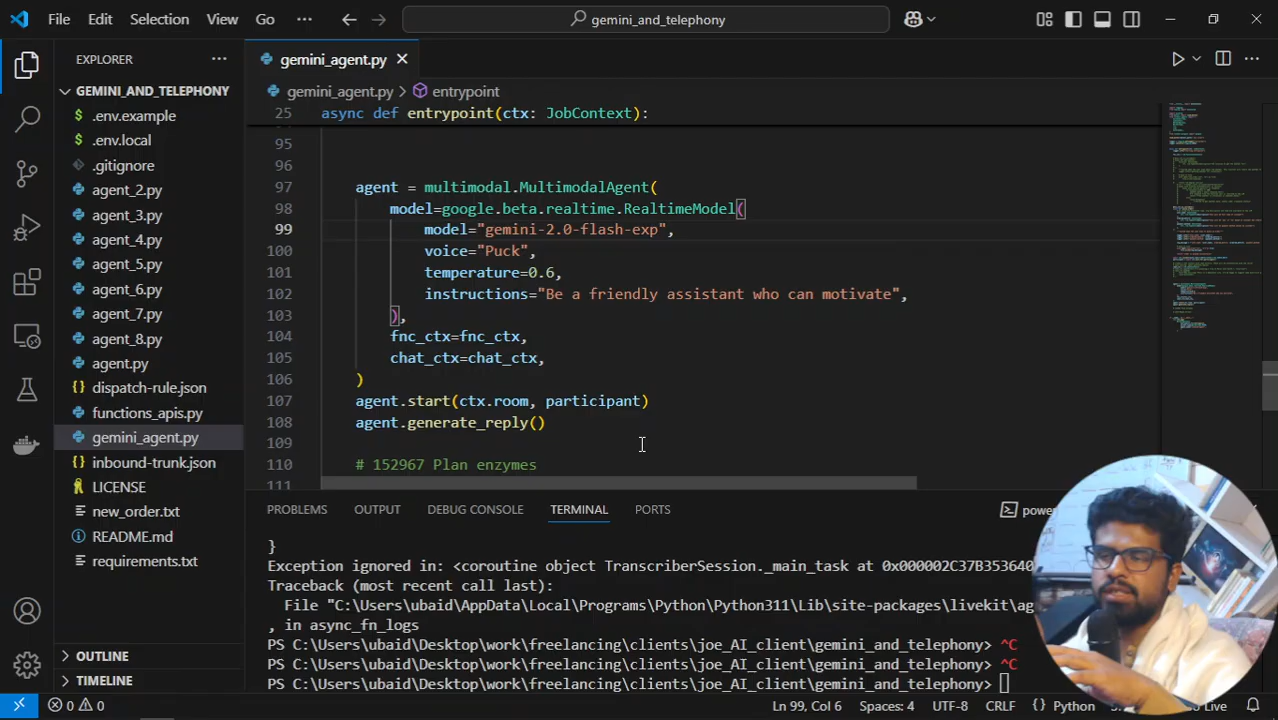 File Edit Selection View Go ··· gemini_and_telephony
EXPLORER ···
GEMINI_AND_TELEPHONY
$ .env.example
$ .env.local
.gitignore
agent_2.py
agent_3.py
agent_4.py
agent_5.py
agent_6.py
agent_7.py
agent_8.py
agent.py
{} dispatch-rule.json
functions_apis.py
gemini_agent.py
{} inbound-trunk.json
LICENSE
new_order.txt
README.md
requirements.txt
OUTLINE
TIMELINE
gemini_agent.py
gemini_agent.py > entrypoint
25 async def entrypoint(ctx: JobContext):
95
96
97 agent = multimodal.MultimodalAgent(
98 model=google.beta.realtime.RealtimeModel(
99 model="gemini-2.0-flash-exp",
100 voice="Puck",
101 temperature=0.6,
102 instructions="Be a friendly assistant who can motivate",
103 ),
104 fnc_ctx=fnc_ctx,
105 chat_ctx=chat_ctx,
106 )
107 agent.start(ctx.room, participant)
108 agent.generate_reply()
109
110 # 152967 Plan enzymes
111
PROBLEMS OUTPUT DEBUG CONSOLE TERMINAL PORTS
}
Exception ignored in: <coroutine object TranscriberSession._main_task at 0x000002C37B353640
Traceback (most recent call last):
File "C:\Users\ubaid\AppData\Local\Programs\Python\Python311\Lib\site-packages\livekit\ag
, in async_fn_logs
PS C:\Users\ubaid\Desktop\work\freelancing\clients\joe_AI_client\gemini_and_telephony> ^C
PS C:\Users\ubaid\Desktop\work\freelancing\clients\joe_AI_client\gemini_and_telephony> ^C
PS C:\Users\ubaid\Desktop\work\freelancing\clients\joe_AI_client\gemini_and_telephony>
0 0 Ln 99, Col 6 Spaces: 4 UTF-8 CRLF {} Python Live